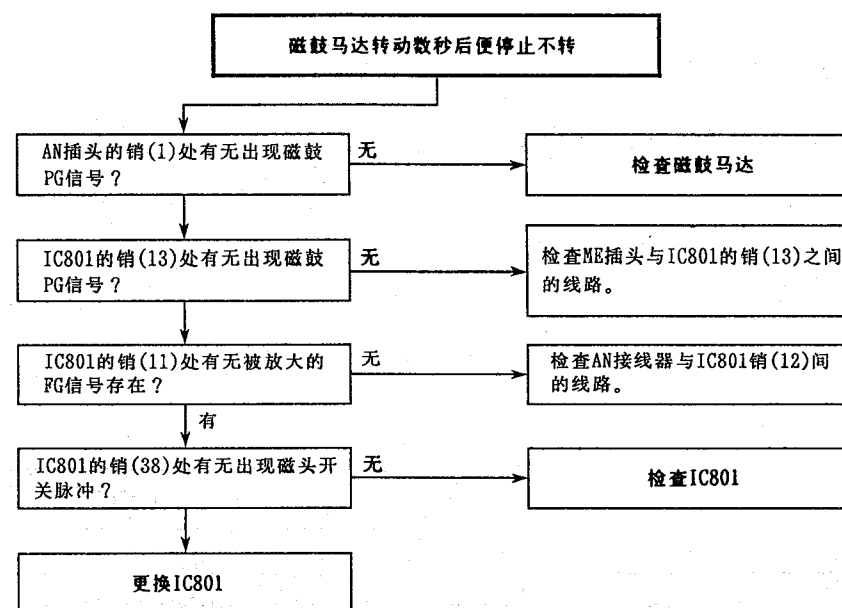 磁鼓马达转动数秒后便停止不转
AN插头的销(1)处有无出现磁鼓
PG信号？
无
检查磁鼓马达
IC801的销(13)处有无出现磁鼓
PG信号？
无
检查ME插头与IC801的销(13)之间
的线路。
IC801的销(11)处有无被放大的
FG信号存在？
无
检查AN接线器与IC801销(12)间
的线路。
有
IC801的销(38)处有无出现磁头开
关脉冲？
无
检查IC801
更换IC801